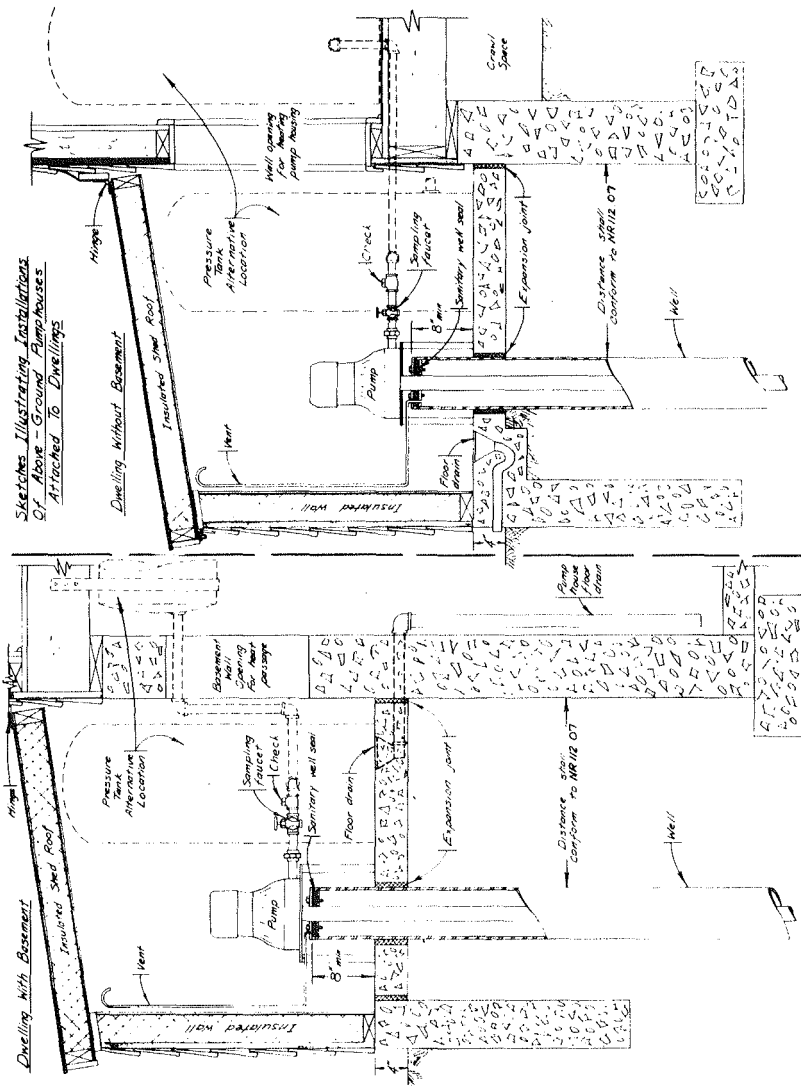 Sketches Illustrating Installations
Of Above-Ground Pumphouses
Attached To Dwellings
Dwelling With Basement
Hinge
Insulated Shed Roof
Pressure
Tank
Alternative
Location
Vent
Insulated Wall
Pump
8" min
Sampling
faucet
Check
Sanitary well seal
Floor drain
Basement
Wall
Opening
For heat
passage
Expansion joint
Distance shall
conform to NR 112 07
Well
Pump
house
floor
drain
4"
Dwelling Without Basement
Hinge
Insulated Shed Roof
Pressure
Tank
Alternative
Location
Wall opening
for heating
pump housing
Vent
Insulated Wall
Pump
8" min
Check
Sampling
faucet
Sanitary well seal
Floor
drain
Expansion joint
Distance shall
conform to NR 112 07
Well
Crawl
Space
4"